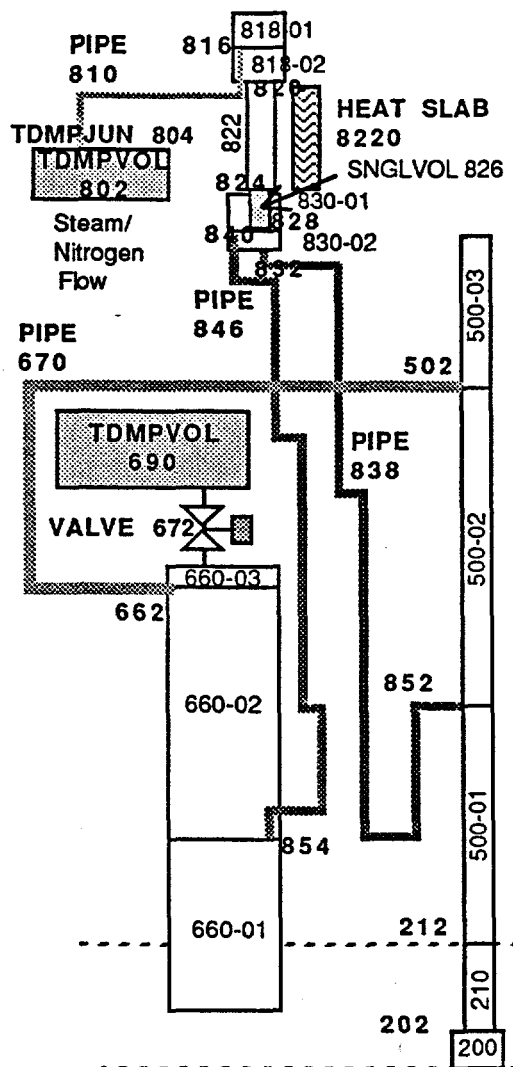 818-01
816
818-02
PIPE
810
820
822
HEAT SLAB
8220
TDMPJUN 804
TDMPVOL
802
SNGLVOL 826
824
830-01
828
840
830-02
832
Steam/
Nitrogen
Flow
PIPE
846
PIPE
670
500-03
502
TDMPVOL
690
PIPE
838
VALVE 672
500-02
660-03
662
660-02
852
500-01
854
660-01
212
210
202
200